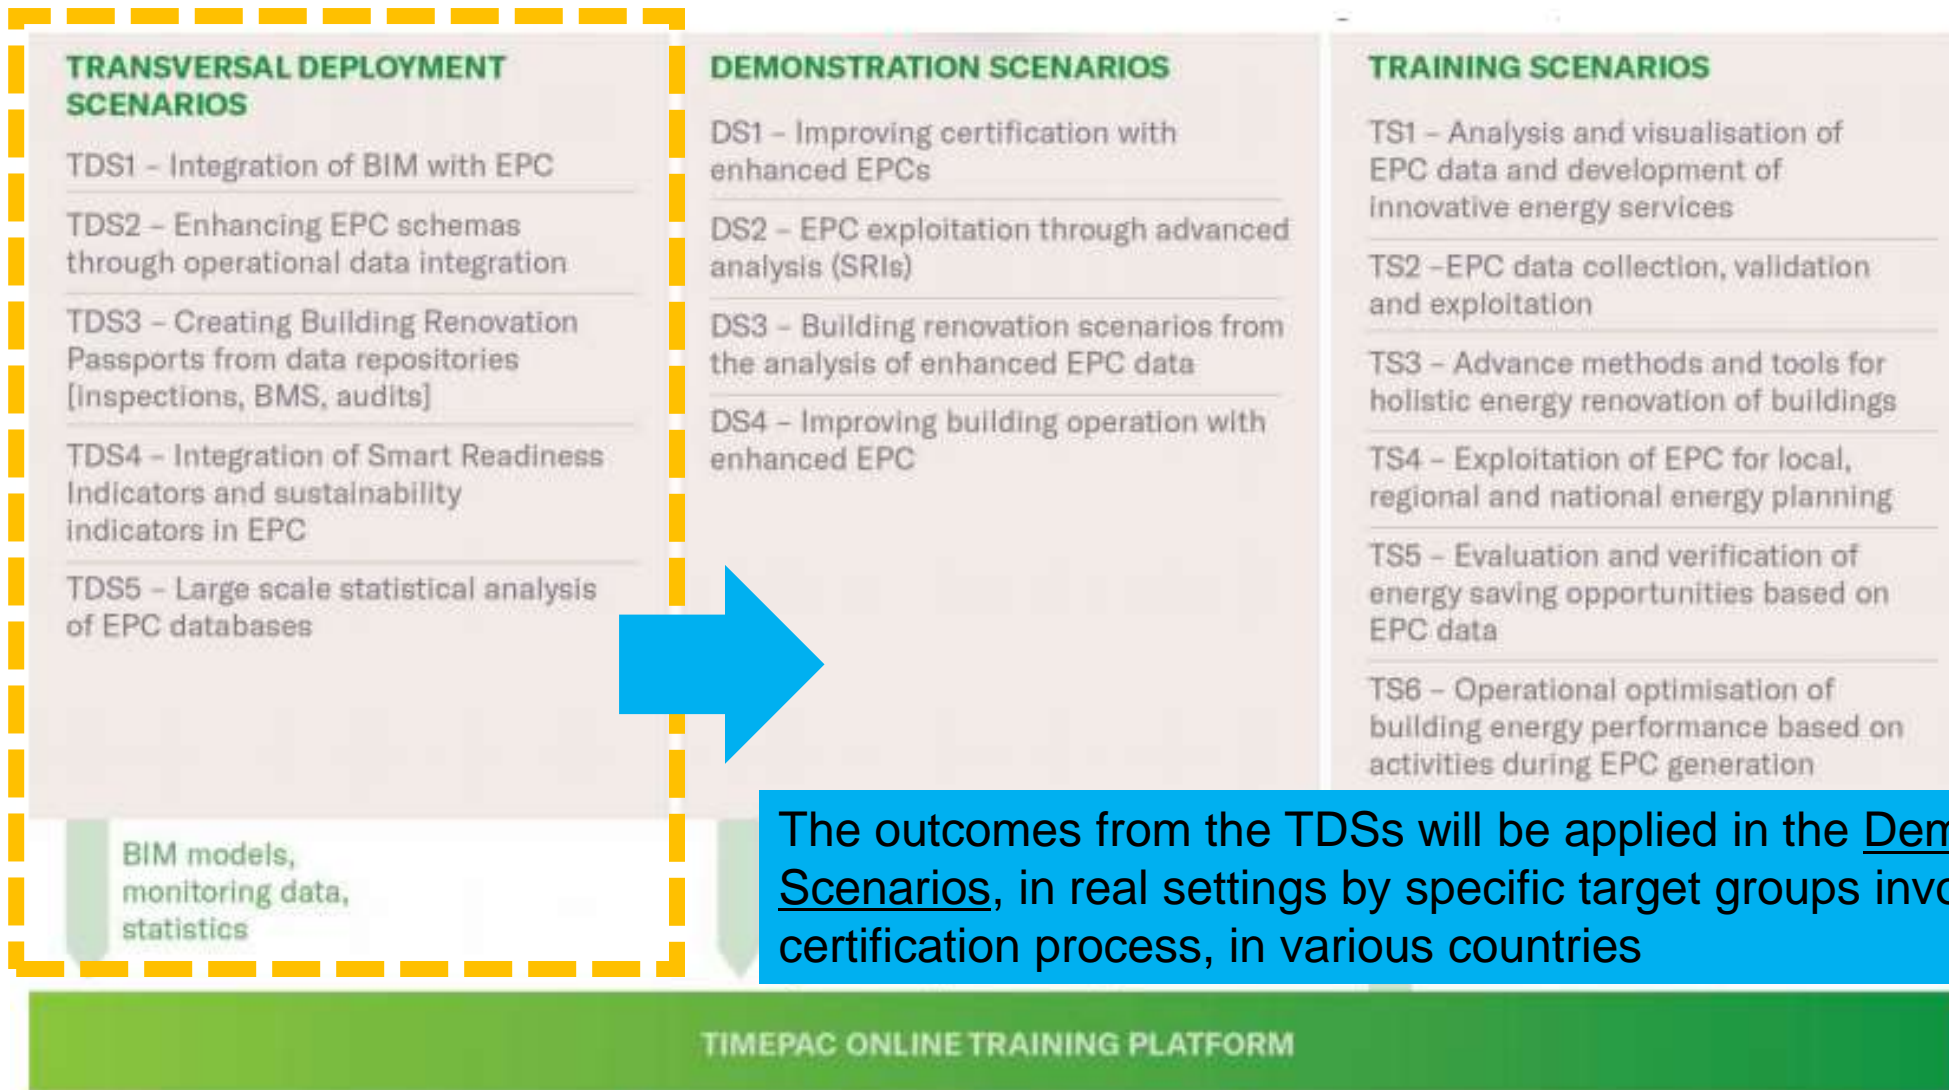 TRANSVERSAL DEPLOYMENT
SCENARIOS
TDS1 – Integration of BIM with EPC
TDS2 – Enhancing EPC schemas
through operational data integration
TDS3 – Creating Building Renovation
Passports from data repositories
[inspections, BMS, audits]
TDS4 – Integration of Smart Readiness
Indicators and sustainability
indicators in EPC
TDS5 – Large scale statistical analysis
of EPC databases
BIM models,
monitoring data,
statistics
DEMONSTRATION SCENARIOS
DS1 – Improving certification with
enhanced EPCs
DS2 – EPC exploitation through advanced
analysis (SRIs)
DS3 – Building renovation scenarios from
the analysis of enhanced EPC data
DS4 – Improving building operation with
enhanced EPC
TRAINING SCENARIOS
TS1 – Analysis and visualisation of
EPC data and development of
innovative energy services
TS2 –EPC data collection, validation
and exploitation
TS3 – Advance methods and tools for
holistic energy renovation of buildings
TS4 – Exploitation of EPC for local,
regional and national energy planning
TS5 – Evaluation and verification of
energy saving opportunities based on
EPC data
TS6 – Operational optimisation of
building energy performance based on
activities during EPC generation
The outcomes from the TDSs will be applied in the
Scenarios, in real settings by specific target groups
certification process, in various countries
TIMEPAC ONLINE TRAINING PLATFORM